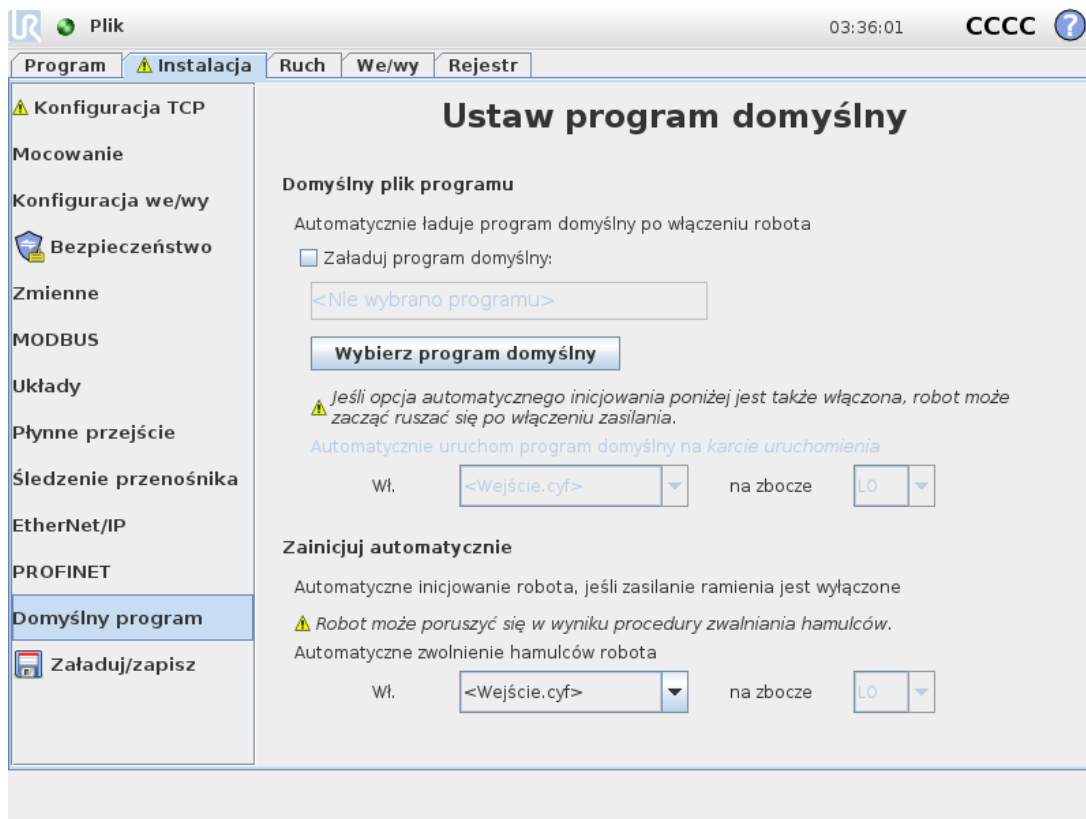 UR Plik 03:36:01 CCCC ?
Program Instalacja Ruch We/wy Rejestr
Konfiguracja TCP
Mocowanie
Konfiguracja we/wy
Bezpieczeństwo
Zmienne
MODBUS
Układy
Płynne przejście
Śledzenie przenośnika
EtherNet/IP
PROFINET
Domyślny program
Załaduj/zapisz
Ustaw program domyślny
Domyślny plik programu
Automatycznie ładuje program domyślny po włączeniu robota
Załaduj program domyślny:
<Nie wybrano programu>
Wybierz program domyślny
Jeśli opcja automatycznego inicjowania poniżej jest także włączona, robot może
zacząć ruszać się po włączeniu zasilania.
Automatycznie uruchom program domyślny na karcie uruchomienia
Wł. <Wejście.cyf> na zbocze LO
Zainicjuj automatycznie
Automatyczne inicjowanie robota, jeśli zasilanie ramienia jest wyłączone
Robot może poruszyć się w wyniku procedury zwalniania hamulców.
Automatyczne zwolnienie hamulców robota
Wł. <Wejście.cyf> na zbocze LO